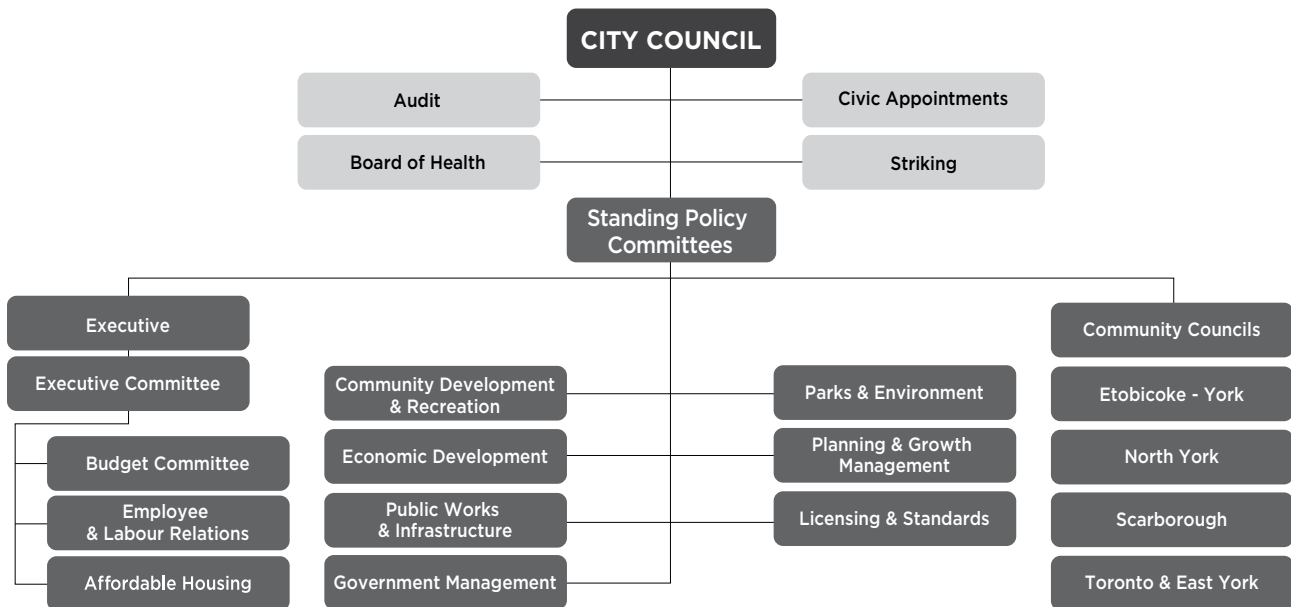 CITY COUNCIL
Audit
Civic Appointments
Board of Health
Striking
Standing Policy
Committees
Executive
Executive Committee
Budget Committee
Employee
& Labour Relations
Affordable Housing
Community Development
& Recreation
Economic Development
Public Works
& Infrastructure
Government Management
Parks & Environment
Planning & Growth
Management
Licensing & Standards
Community Councils
Etobicoke - York
North York
Scarborough
Toronto & East York